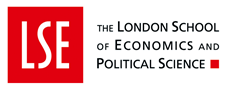 LSE
THE LONDON SCHOOL
OF ECONOMICS AND
POLITICAL SCIENCE